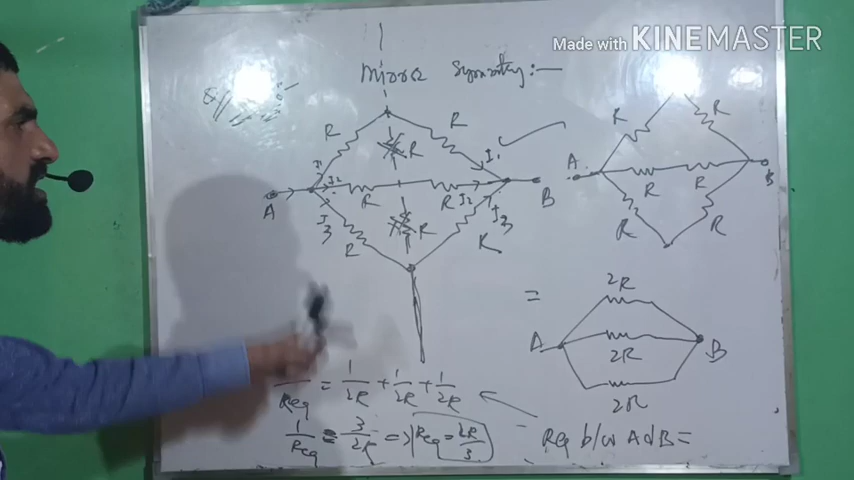 Made with KINEMASTER
Mirror Symmetry:—
R R R R
R I1 I1
A I2 R R I2 B A R R B
I3 R R I3 R R R
2R
= A 2R B
2R
1/Req = 1/2R + 1/2R + 1/2R
1/Req = 3/2R => Req = 2R/3
Req b/w A & B =